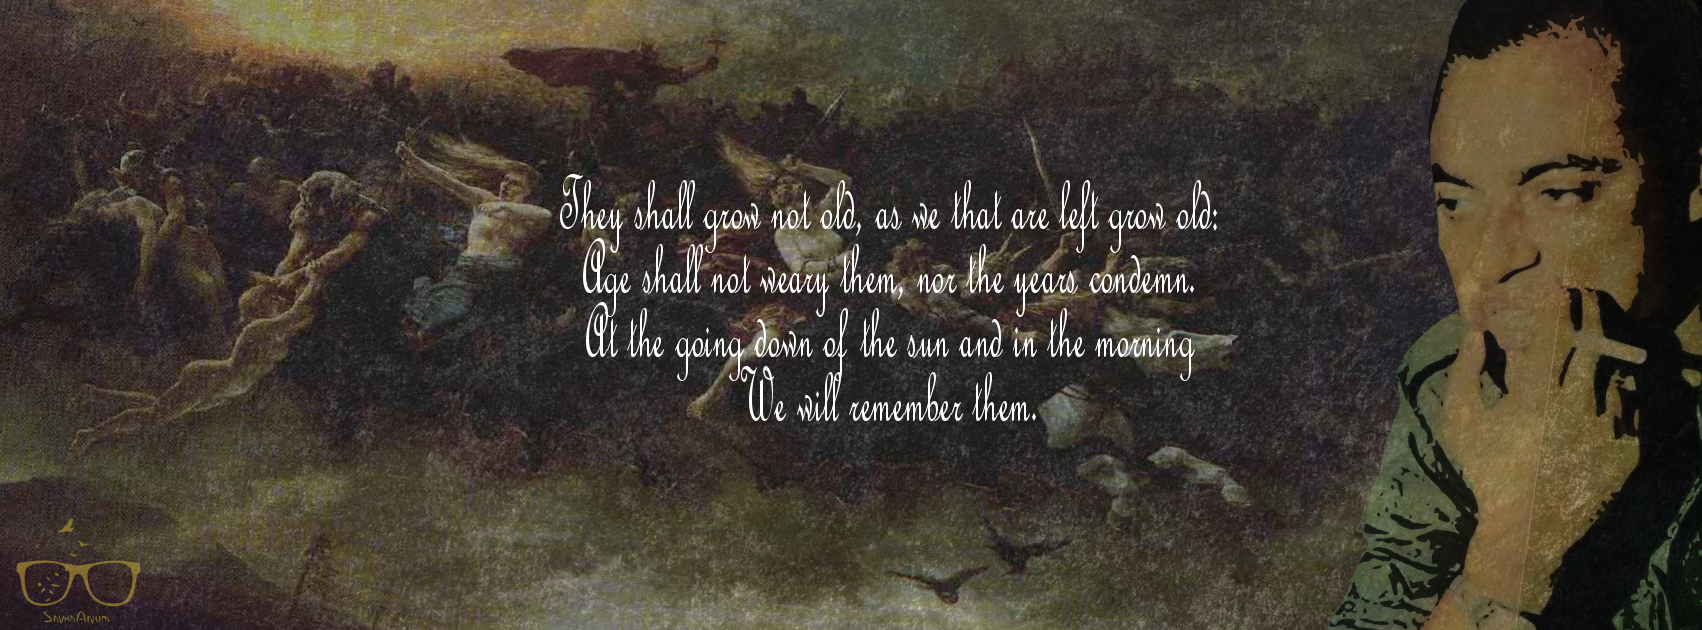 They shall grow not old, as we that are left grow old:
Age shall not weary them, nor the years condemn.
At the going down of the sun and in the morning
We will remember them.